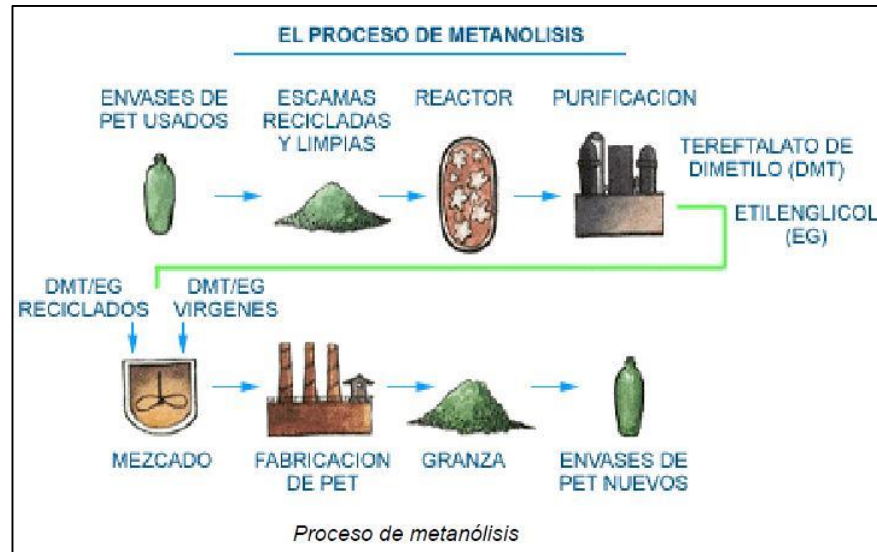 EL PROCESO DE METANOLISIS
ENVASES DE
PET USADOS
ESCAMAS
RECICLADAS
Y LIMPIAS
REACTOR
PURIFICACION
TEREFTALATO DE
DIMETILO (DMT)
ETILENGLICOL
(EG)
DMT/EG
RECICLADOS
DMT/EG
VIRGENES
MEZCADO
FABRICACION
DE PET
GRANZA
ENVASES DE
PET NUEVOS
Proceso de metanólisis